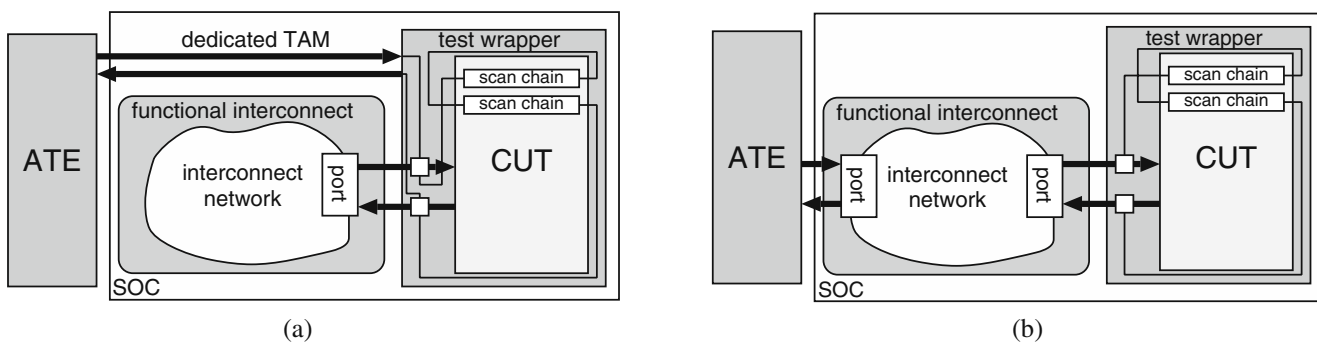 dedicated TAM
test wrapper
scan chain
scan chain
functional interconnect
ATE
interconnect
network
port
CUT
SOC
(a)
test wrapper
scan chain
scan chain
functional interconnect
ATE
port
interconnect
network
port
CUT
SOC
(b)